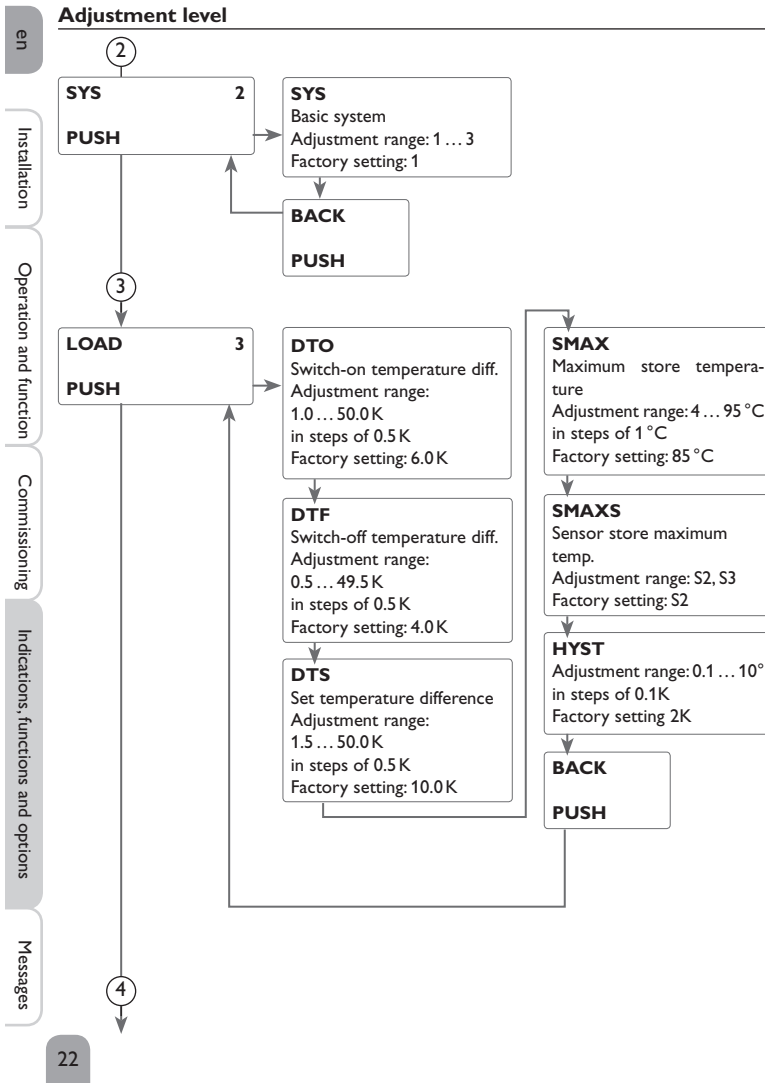 Adjustment level
en
Installation
Operation and function
Commissioning
Indications, functions and options
Messages
2
SYS 2
PUSH
SYS
Basic system
Adjustment range: 1 … 3
Factory setting: 1
BACK
PUSH
3
LOAD 3
PUSH
DTO
Switch-on temperature diff.
Adjustment range:
1.0 … 50.0 K
in steps of 0.5 K
Factory setting: 6.0 K
DTF
Switch-off temperature diff.
Adjustment range:
0.5 … 49.5 K
in steps of 0.5 K
Factory setting: 4.0 K
DTS
Set temperature difference
Adjustment range:
1.5 … 50.0 K
in steps of 0.5 K
Factory setting: 10.0 K
SMAX
Maximum store tempera-
ture
Adjustment range: 4 … 95 °C
in steps of 1 °C
Factory setting: 85 °C
SMAXS
Sensor store maximum
temp.
Adjustment range: S2, S3
Factory setting: S2
HYST
Adjustment range: 0.1 … 10°
in steps of 0.1K
Factory setting 2K
BACK
PUSH
4
22